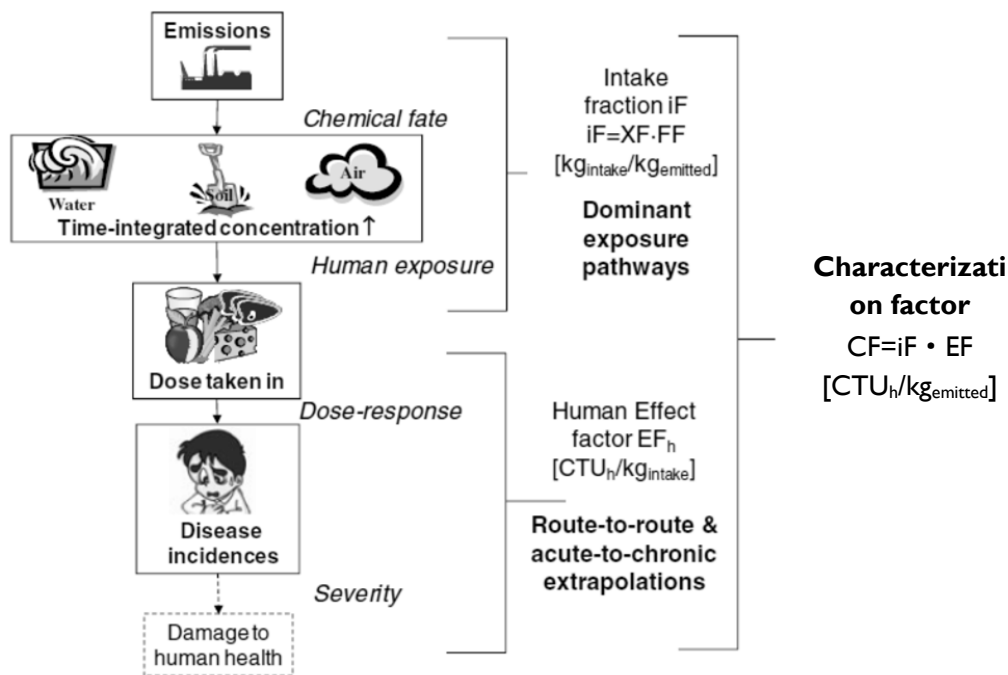 Emissions
Chemical fate
Water
Soil
Air
Time-integrated concentration ↑
Human exposure
Dose taken in
Dose-response
Disease
incidences
Severity
Damage to
human health
Intake
fraction iF
iF=XF·FF
[kgintake/kgemitted]
Dominant
exposure
pathways
Human Effect
factor EFh
[CTUh/kgintake]
Route-to-route &
acute-to-chronic
extrapolations
Characterizati
on factor
CF=iF • EF
[CTUh/kgemitted]